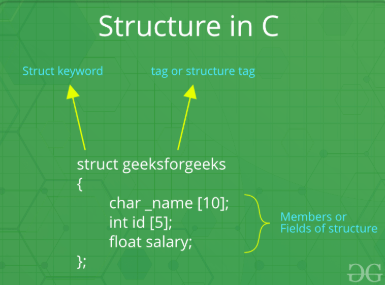 Structure in C
Struct keyword
tag or structure tag
struct geeksforgeeks
{
char _name [10];
int id [5];
float salary;
};
Members or
Fields of structure
GG